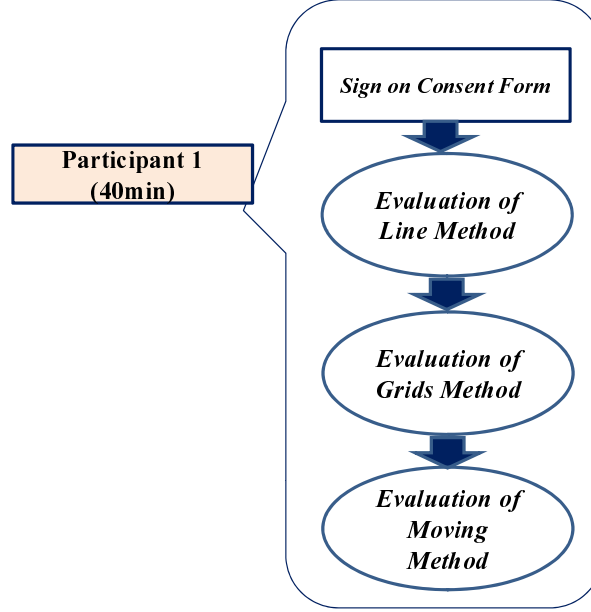 Sign on Consent Form
Participant 1
(40min)
Evaluation of
Line Method
Evaluation of
Grids Method
Evaluation of
Moving
Method